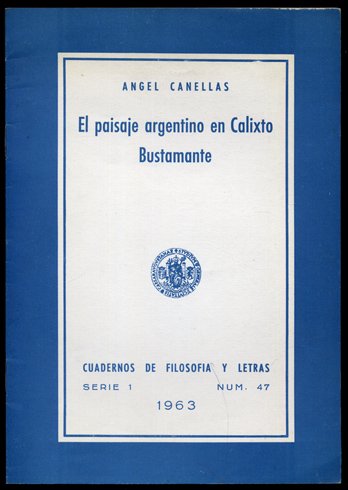 ANGEL CANELLAS
El paisaje argentino en Calixto
Bustamante
CUADERNOS DE FILOSOFIA Y LETRAS
SERIE 1 NUM. 47
1963